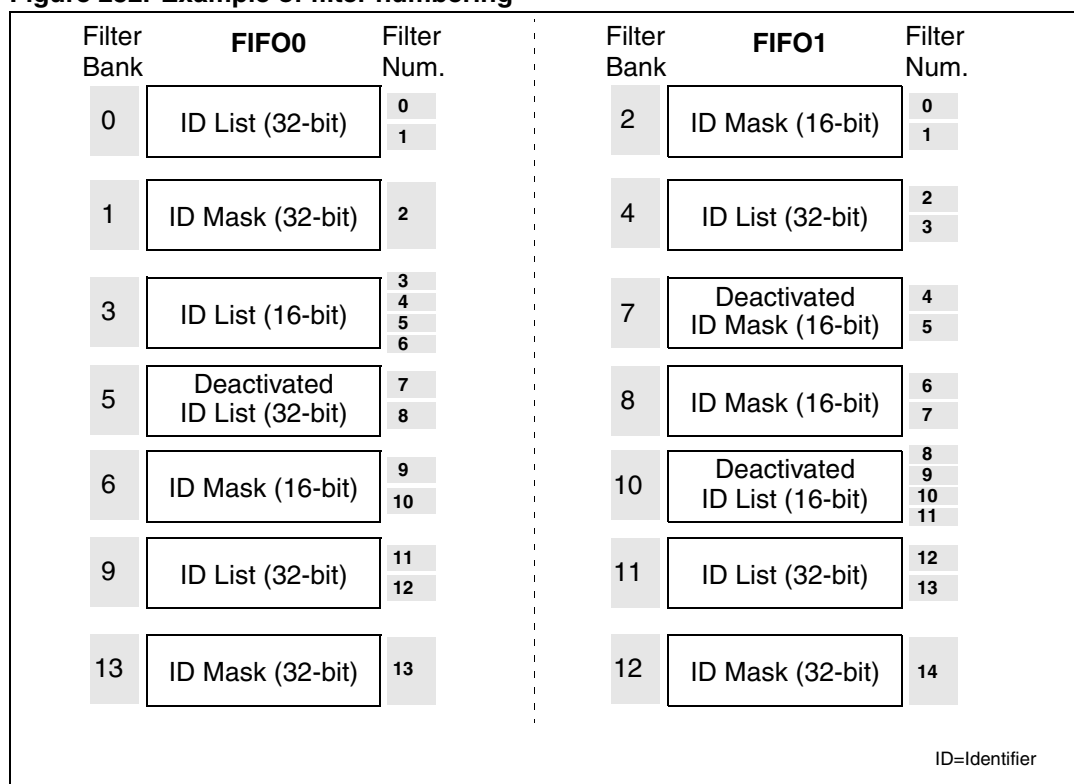 Figure Example of filter numbering
Filter Bank
FIFO0
Filter Num.
0
ID List (32-bit)
0
1
1
ID Mask (32-bit)
2
3
ID List (16-bit)
3
4
5
6
5
Deactivated
ID List (32-bit)
7
8
6
ID Mask (16-bit)
9
10
9
ID List (32-bit)
11
12
13
ID Mask (32-bit)
13
Filter Bank
FIFO1
Filter Num.
2
ID Mask (16-bit)
0
1
4
ID List (32-bit)
2
3
7
Deactivated
ID Mask (16-bit)
4
5
8
ID Mask (16-bit)
6
7
10
Deactivated
ID List (16-bit)
8
9
10
11
11
ID List (32-bit)
12
13
12
ID Mask (32-bit)
14
ID=Identifier